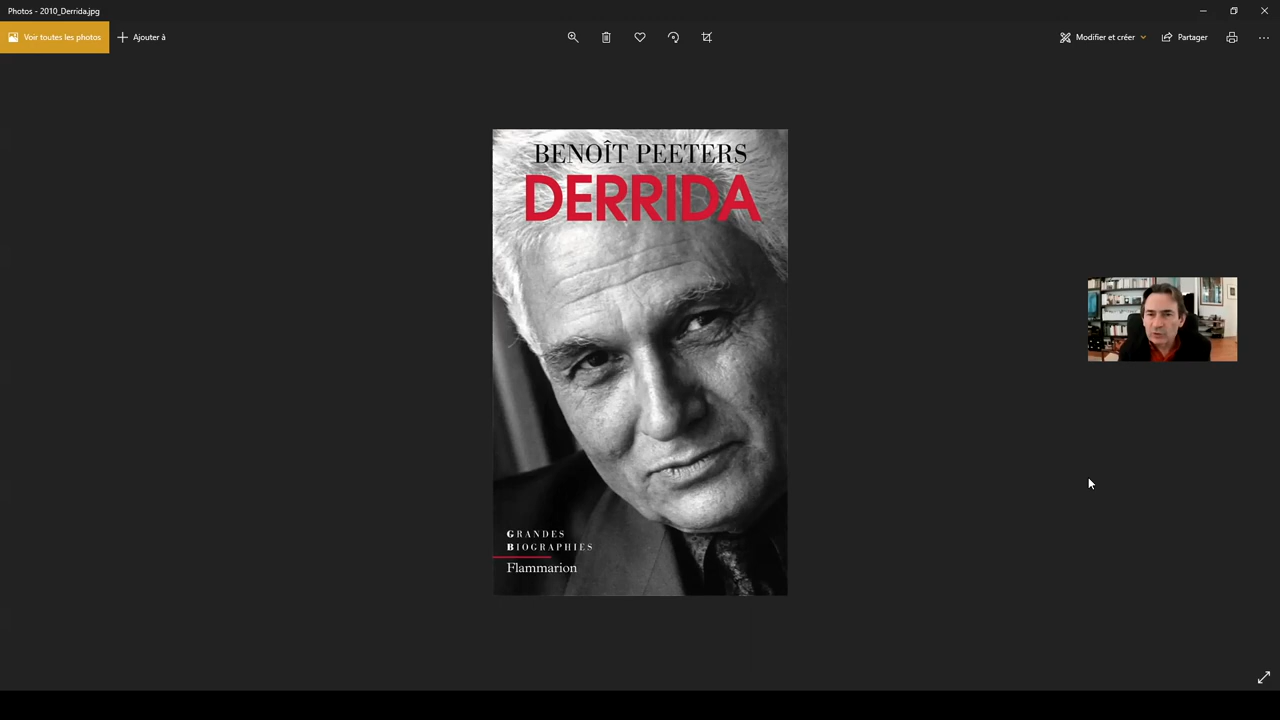 Photos - 2010_Derrida.jpg
Voir toutes les photos
Ajouter à
Modifier et créer
Partager
BENOÎT PEETERS
DERRIDA
GRANDES
BIOGRAPHIES
Flammarion